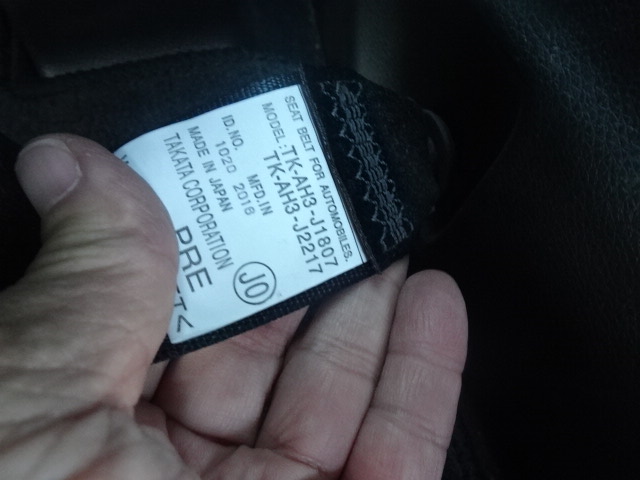 SEAT BELT FOR AUTOMOBILES.
MODEL:TK-AH3-J1807
TK-AH3-J2217
ID.NO. MFD.IN
1020 2016
MADE IN JAPAN
TAKATA CORPORATION
JO
PRE